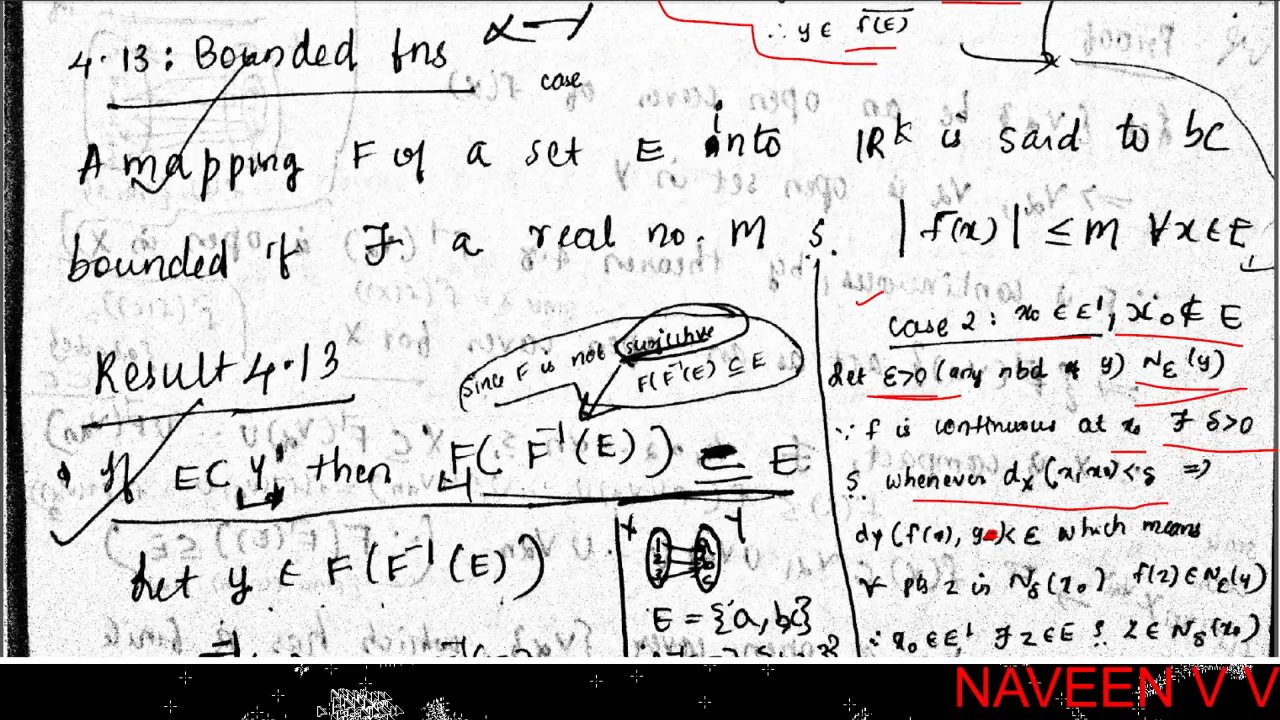 ∴ y ∈ f(E)
4.13: Bounded fns
case
A mapping F of a set E into ℝᵏ is said to be
bounded if ∃ a real no. M s. |f(x)| ≤ M ∀x∈E
Result 4.13
Since F is not surjective
F(F⁻¹(E) ⊆ E
If E⊂Y, then F(F⁻¹(E)) ⊆ E
Let y ∈ F(F⁻¹(E))
X Y
E = {a, bc}
case 2: x₀ ∈ E', x₀ ∉ E
Let ε>0 (any nbd of y) N_ε(y)
∵ f is continuous at x₀ ∃ δ>0
s. whenever d_x(x, x₀) < δ ⇒
dy (f(x), y) < ε which means
∀ pts z in N_δ(x₀) f(z) ∈ N_ε(y)
∵ x₀ ∈ E' ∃ z∈E s. z ∈ N_δ(x₀)
NAVEEN V V